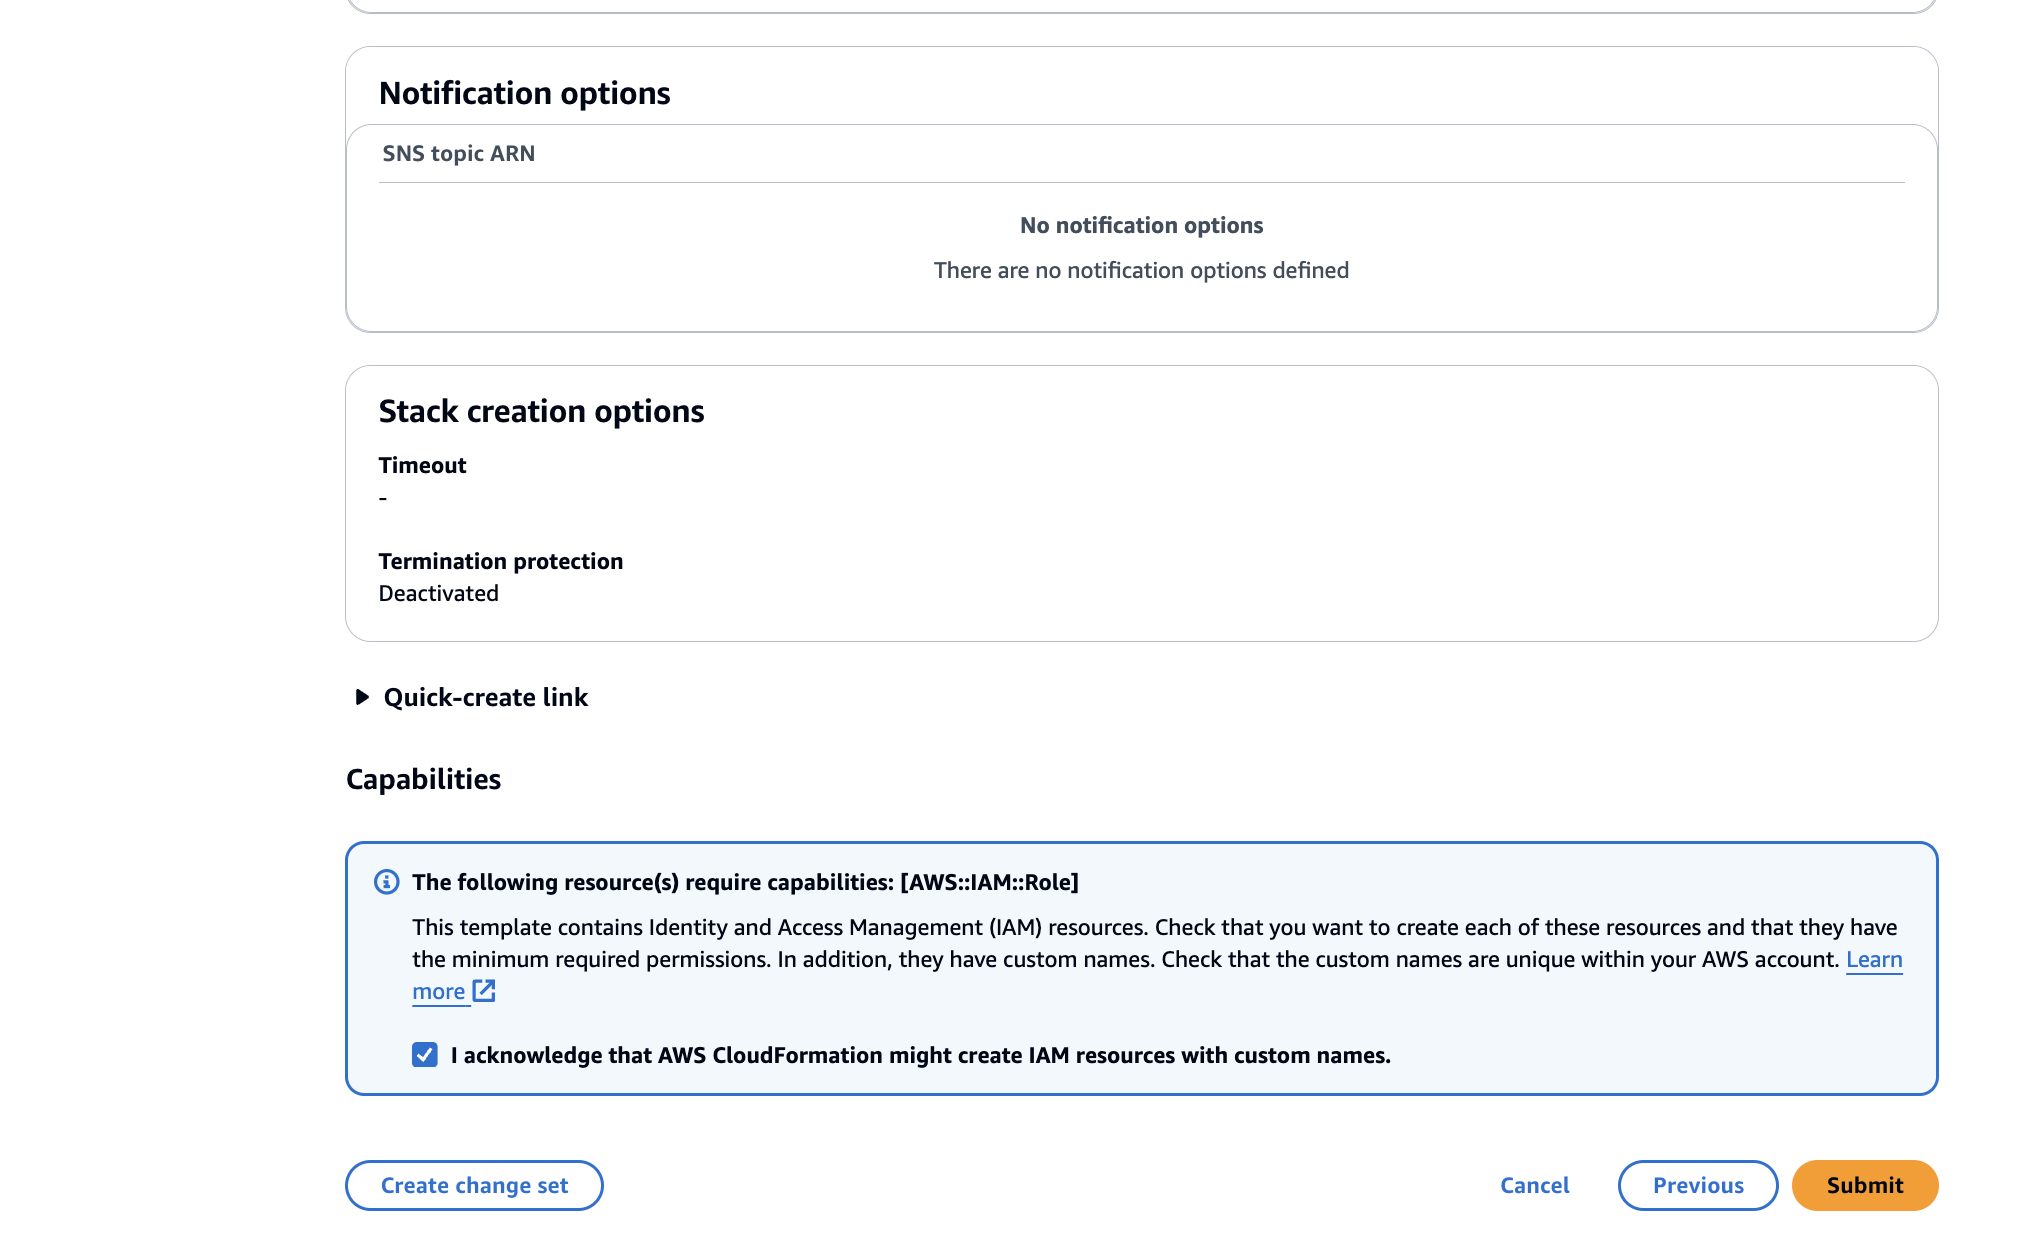 Notification options
SNS topic ARN
No notification options
There are no notification options defined
Stack creation options
Timeout
-
Termination protection
Deactivated
Quick-create link
Capabilities
The following resource(s) require capabilities: [AWS::IAM::Role]
This template contains Identity and Access Management (IAM) resources. Check that you want to create each of these resources and that they have
the minimum required permissions. In addition, they have custom names. Check that the custom names are unique within your AWS account. Learn
more
I acknowledge that AWS CloudFormation might create IAM resources with custom names.
Create change set
Cancel
Previous
Submit